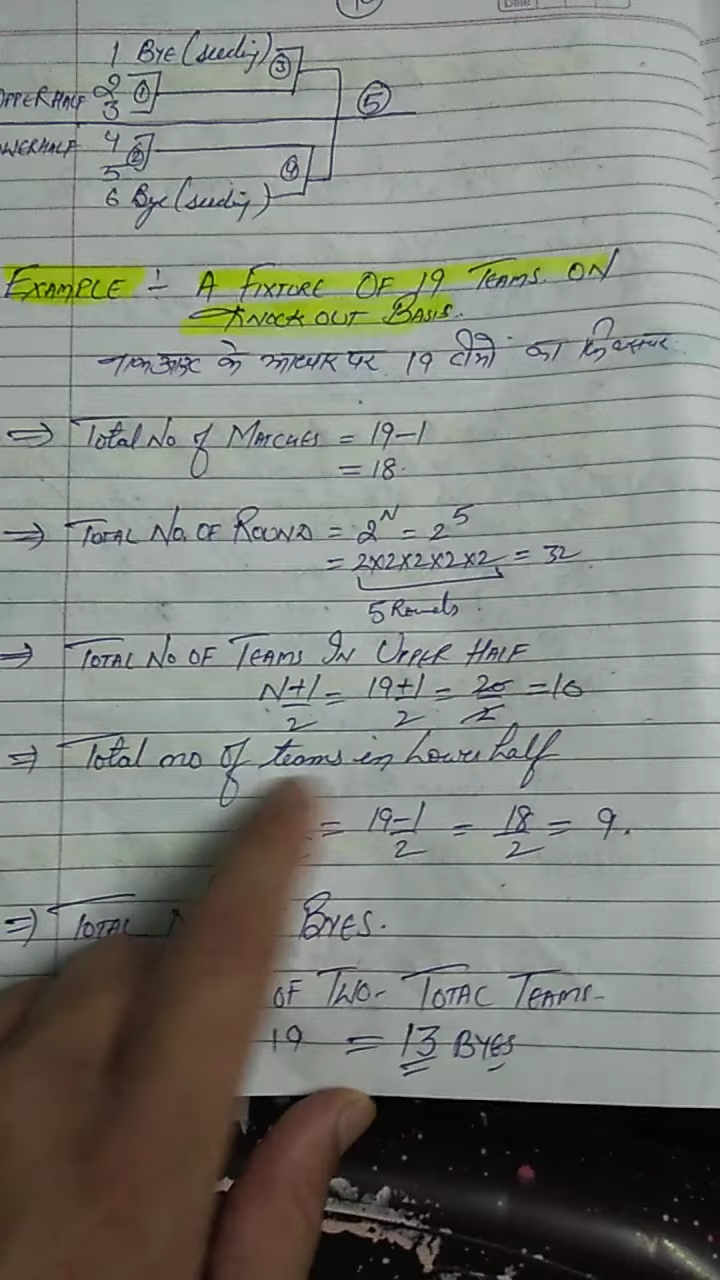 1 Bye (seeding) ③
2 ①
UPPER HALF 3 ⑤
LOWER HALF 4 ②
5 ④
6 Bye (seeding)
EXAMPLE :- A FIXTURE OF 19 TEAMS ON
KNOCK OUT BASIS.
नाकआउट के आधार पर 19 टीमों का फिक्सचर
⇒ Total No of MATCHES = 19-1
= 18.
⇒ TOTAL NO. OF ROUND = 2^N = 2^5
= 2×2×2×2×2 = 32
5 Rounds.
⇒ TOTAL NO OF TEAMS IN UPPER HALF
N+1/2 = 19+1/2 = 20/2 = 10
⇒ Total no of teams in Lower half
= 19-1/2 = 18/2 = 9.
⇒ TOTAL BYES.
OF TWO- TOTAL TEAMS-
19 = 13 BYES